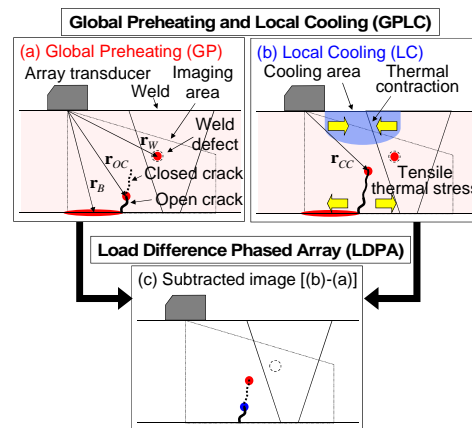 Global Preheating and Local Cooling (GPLC)
(a) Global Preheating (GP)
Array transducer
Weld
Imaging
area
r_W
Weld
defect
r_OC
Closed crack
r_B
Open crack
(b) Local Cooling (LC)
Cooling area
Thermal
contraction
r_CC
Tensile
thermal stress
Load Difference Phased Array (LDPA)
(c) Subtracted image [(b)-(a)]